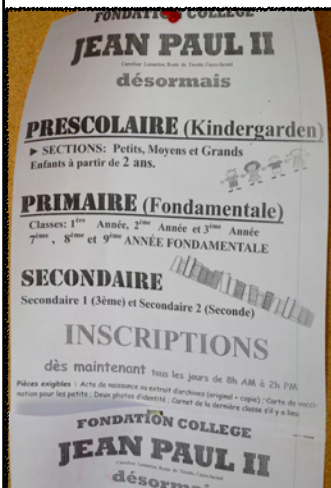 FONDATION COLLEGE
JEAN PAUL II
désormais
PRESCOLAIRE (Kindergarden)
► SECTIONS: Petits, Moyens et Grands
Enfants à partir de 2 ans.
PRIMAIRE (Fondamentale)
Classes: 1ère Année, 2ème Année et 3ème Année
7ème, 8ème et 9ème ANNÉE FONDAMENTALE
SECONDAIRE
Secondaire 1 (3ème) et Secondaire 2 (Seconde)
INSCRIPTIONS
dès maintenant tous les jours de 8h AM à 2h PM
Pièces exigibles : Acte de naissance ou extrait d'archives (original + copie) ; Carte de vacci-
nation pour les petits ; Deux photos d'identité ; Carnet de la dernière classe s'il y a lieu
FONDATION COLLEGE
JEAN PAUL II
désormais